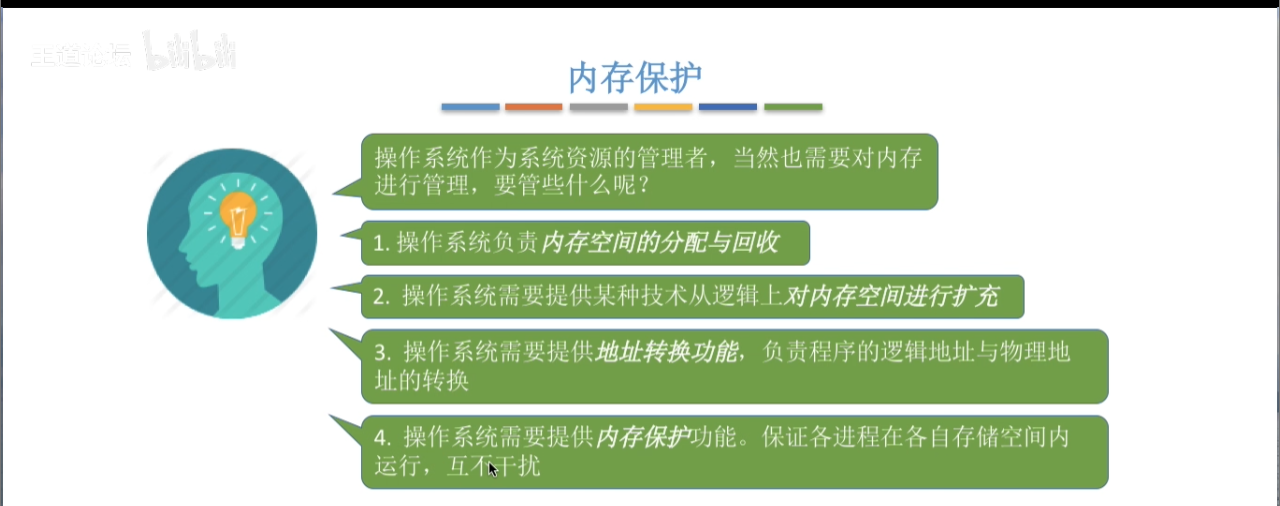 王道论坛 bilibili
内存保护
操作系统作为系统资源的管理者，当然也需要对内存
进行管理，要管些什么呢？
1. 操作系统负责内存空间的分配与回收
2. 操作系统需要提供某种技术从逻辑上对内存空间进行扩充
3. 操作系统需要提供地址转换功能，负责程序的逻辑地址与物理地
址的转换
4. 操作系统需要提供内存保护功能。保证各进程在各自存储空间内
运行，互不干扰